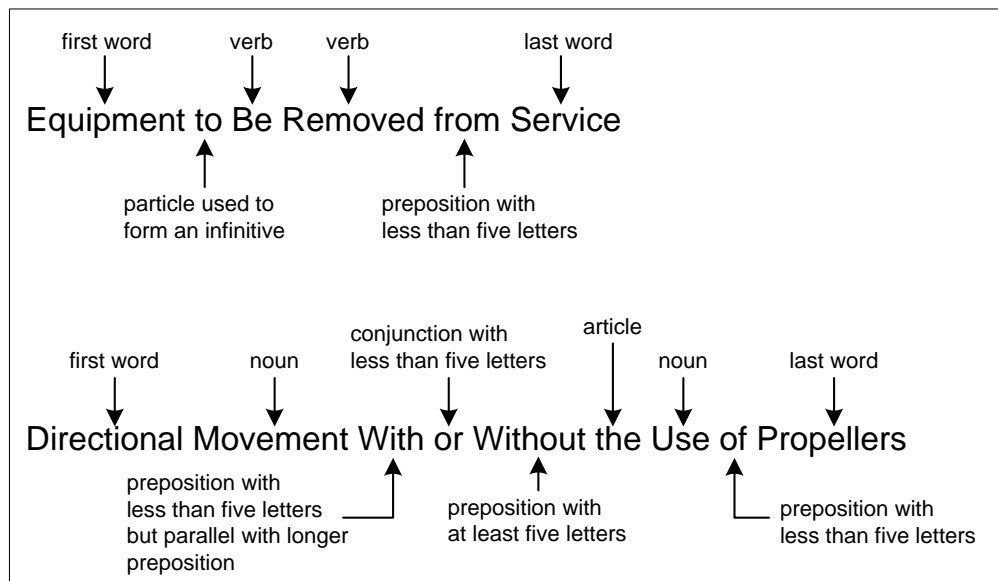 first word verb verb last word
Equipment to Be Removed from Service
particle used to
form an infinitive
preposition with
less than five letters
conjunction with
less than five letters
article
first word noun noun last word
Directional Movement With or Without the Use of Propellers
preposition with
less than five letters
but parallel with longer
preposition
preposition with
at least five letters
preposition with
less than five letters